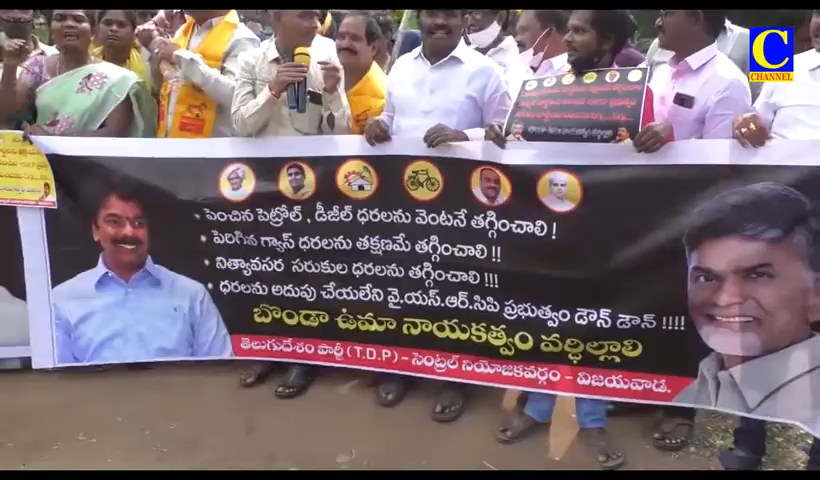 C
CHANNEL
• పెంచిన పెట్రోల్ , డీజిల్ ధరలను వెంటనే తగ్గించాలి !
• పెరిగిన గ్యాస్ ధరలను తక్షణమే తగ్గించాలి !!
• నిత్యావసర సరుకుల ధరలను తగ్గించాలి !!!
• ధరలను అదుపు చేయలేని వై.యస్.ఆర్.సిపి ప్రభుత్వం డౌన్ డౌన్ !!!!
బొండా ఉమా నాయకత్వం వర్ధిల్లాలి
తెలుగుదేశం పార్టీ (T.D.P) – సెంట్రల్ నియోజకవర్గం - విజయవాడ.